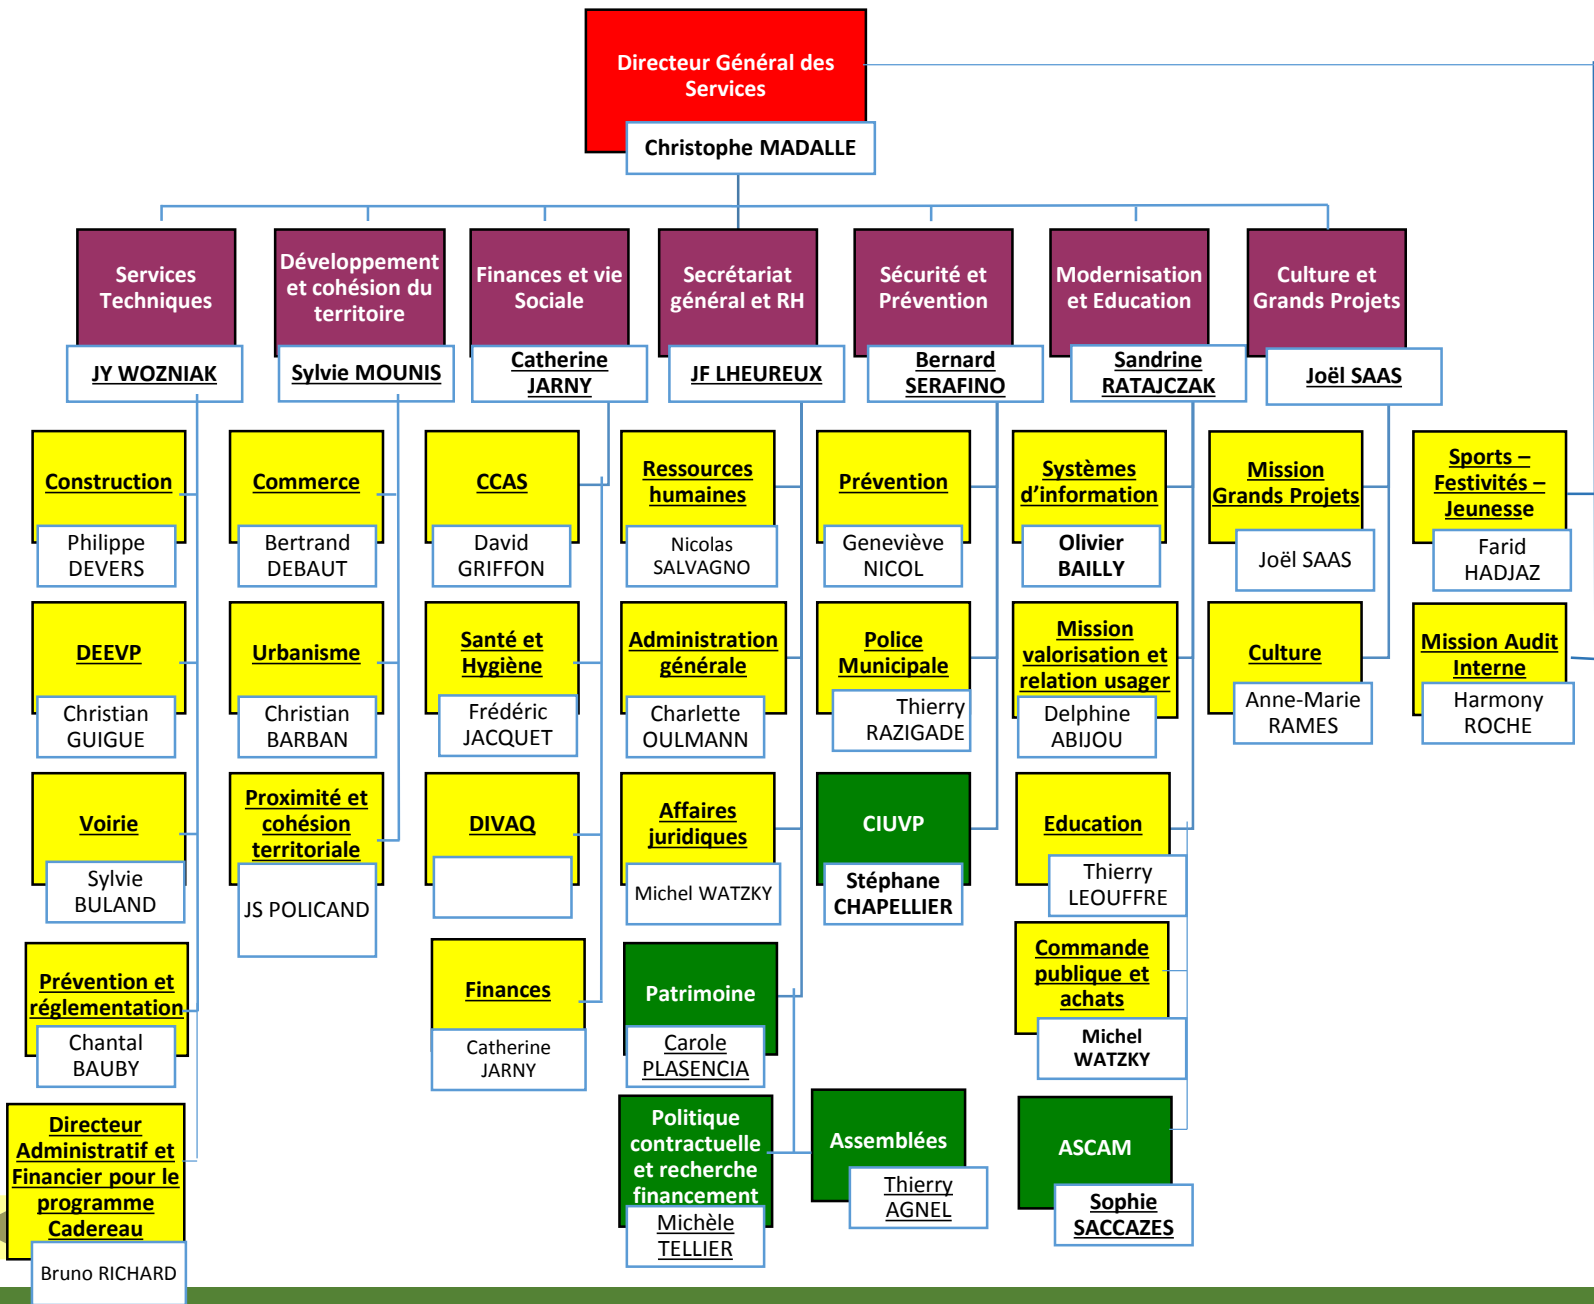 Directeur Général des
Services
Christophe MADALLE
Services
Techniques
JY WOZNIAK
Développement
et cohésion du
territoire
Sylvie MOUNIS
Finances et vie
Sociale
Catherine
JARNY
Secrétariat
général et RH
JF LHEUREUX
Sécurité et
Prévention
Bernard
SERAFINO
Modernisation
et Education
Sandrine
RATAJCZAK
Culture et
Grands Projets
Joël SAAS
Construction
Philippe
DEVERS
Commerce
Bertrand
DEBAUT
CCAS
David
GRIFFON
Ressources
humaines
Nicolas
SALVAGNO
Prévention
Geneviève
NICOL
Systèmes
d’information
Olivier
BAILLY
Mission
Grands Projets
Joël SAAS
Sports –
Festivités –
Jeunesse
Farid
HADJAZ
DEEVP
Christian
GUIGUE
Urbanisme
Christian
BARBAN
Santé et
Hygiène
Frédéric
JACQUET
Administration
générale
Charlette
OULMANN
Police
Municipale
Thierry
RAZIGADE
Mission
valorisation et
relation usager
Delphine
ABIJOU
Culture
Anne-Marie
RAMES
Mission Audit
Interne
Harmony
ROCHE
Voirie
Sylvie
BULAND
Proximité et
cohésion
territoriale
JS POLICAND
DIVAQ
Affaires
juridiques
Michel WATZKY
CIUVP
Stéphane
CHAPELLIER
Education
Thierry
LEOUFFRE
Prévention et
réglementation
Chantal
BAUBY
Finances
Catherine
JARNY
Patrimoine
Carole
PLASENCIA
Commande
publique et
achats
Michel
WATZKY
Directeur
Administratif et
Financier pour le
programme
Cadereau
Bruno RICHARD
Politique
contractuelle
et recherche
financement
Michèle
TELLIER
Assemblées
Thierry
AGNEL
ASCAM
Sophie
SACCAZES